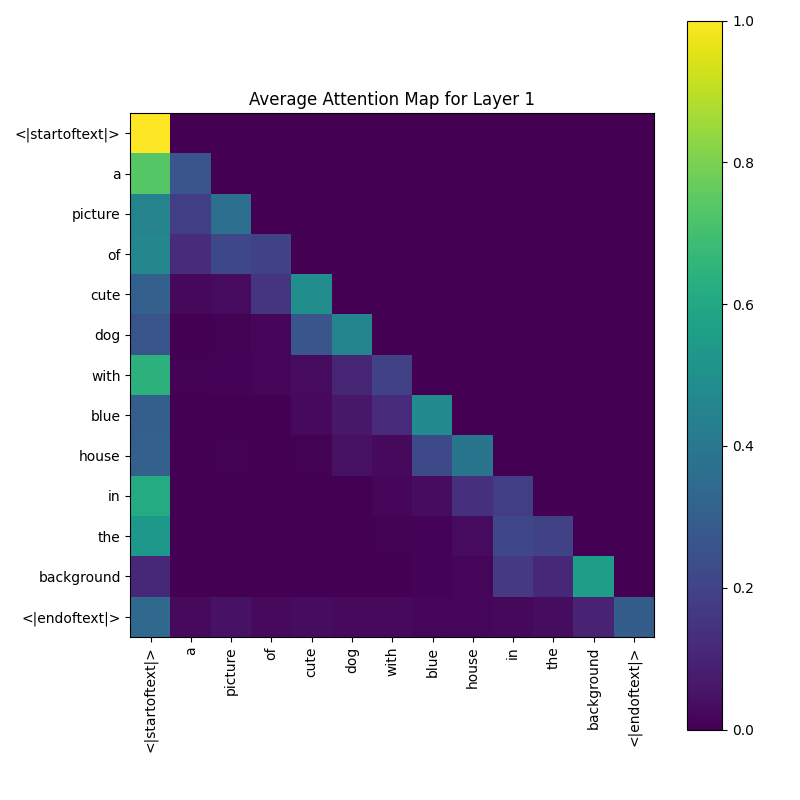 Average Attention Map for Layer 1
<|startoftext|>
a
picture
of
cute
dog
with
blue
house
in
the
background
<|endoftext|>
<|startoftext|>
a
picture
of
cute
dog
with
blue
house
in
the
background
<|endoftext|>
1.0
0.8
0.6
0.4
0.2
0.0